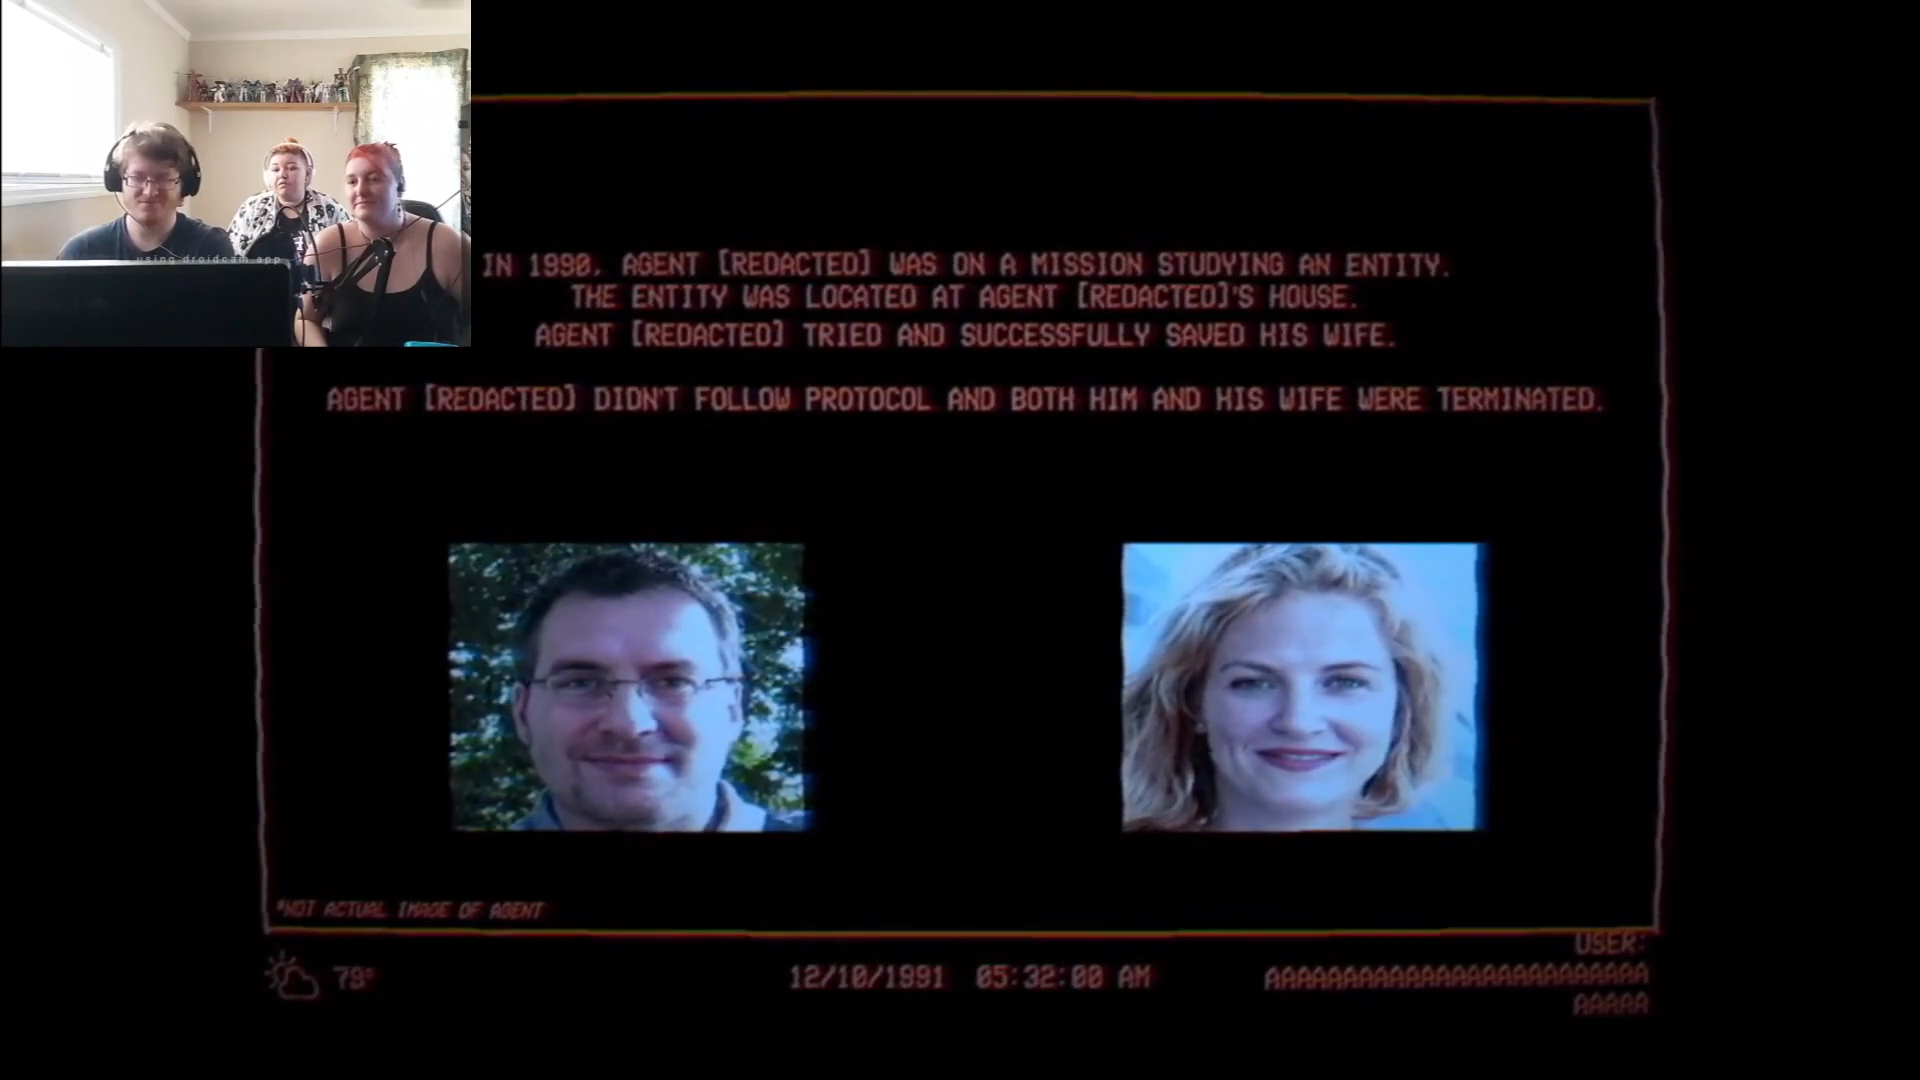 using droidcam app
IN 1990, AGENT [REDACTED] WAS ON A MISSION STUDYING AN ENTITY.
THE ENTITY WAS LOCATED AT AGENT [REDACTED]'S HOUSE.
AGENT [REDACTED] TRIED AND SUCCESSFULLY SAVED HIS WIFE.
AGENT [REDACTED] DIDN'T FOLLOW PROTOCOL AND BOTH HIM AND HIS WIFE WERE TERMINATED.
*NOT ACTUAL IMAGE OF AGENT
USER:
79° 12/10/1991 05:32:00 AM AAAAAAAAAAAAAAAAAAAAAAAAA
AAAAA